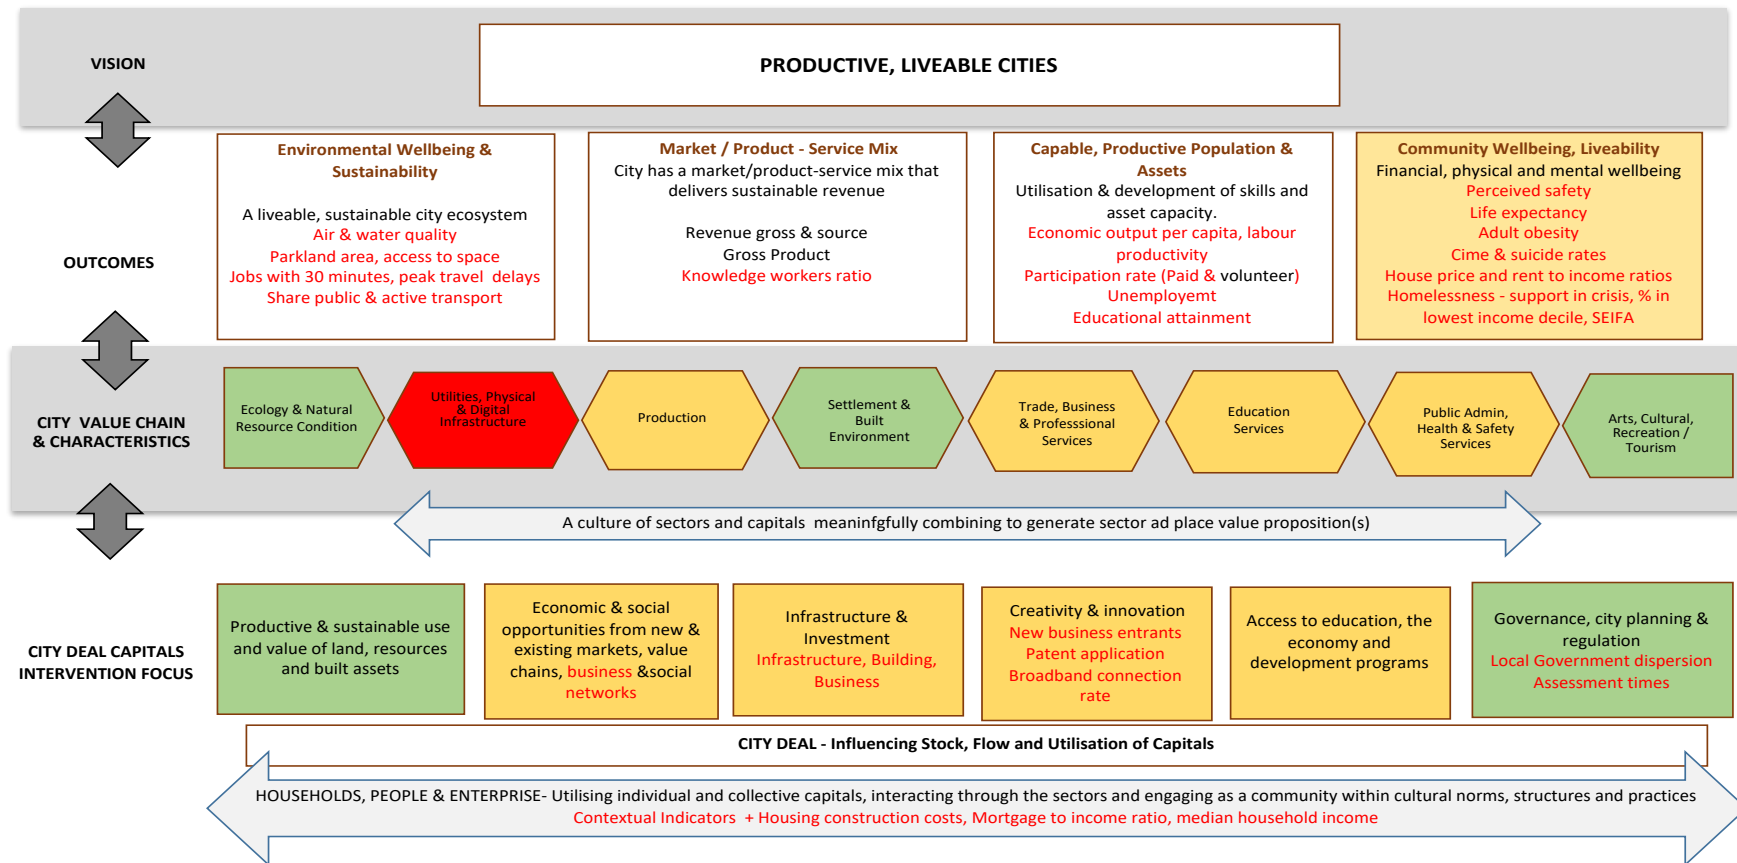 VISION
PRODUCTIVE, LIVEABLE CITIES
OUTCOMES
Environmental Wellbeing &
Sustainability
A liveable, sustainable city ecosystem
Air & water quality
Parkland area, access to space
Jobs with 30 minutes, peak travel delays
Share public & active transport
Market / Product - Service Mix
City has a market/product-service mix that
delivers sustainable revenue
Revenue gross & source
Gross Product
Knowledge workers ratio
Capable, Productive Population &
Assets
Utilisation & development of skills and
asset capacity.
Economic output per capita, labour
productivity
Participation rate (Paid & volunteer)
Unemployemt
Educational attainment
Community Wellbeing, Liveability
Financial, physical and mental wellbeing
Perceived safety
Life expectancy
Adult obesity
Cime & suicide rates
House price and rent to income ratios
Homelessness - support in crisis, % in
lowest income decile, SEIFA
CITY VALUE CHAIN
& CHARACTERISTICS
Ecology & Natural
Resource Condition
Utilities, Physical
& Digital
Infrastructure
Production
Settlement &
Built
Environment
Trade, Business
& Professsional
Services
Education
Services
Public Admin,
Health & Safety
Services
Arts, Cultural,
Recreation /
Tourism
A culture of sectors and capitals meaninfgfully combining to generate sector ad place value proposition(s)
CITY DEAL CAPITALS
INTERVENTION FOCUS
Productive & sustainable use
and value of land, resources
and built assets
Economic & social
opportunities from new &
existing markets, value
chains, business &social
networks
Infrastructure &
Investment
Infrastructure, Building,
Business
Creativity & innovation
New business entrants
Patent application
Broadband connection
rate
Access to education, the
economy and
development programs
Governance, city planning &
regulation
Local Government dispersion
Assessment times
CITY DEAL - Influencing Stock, Flow and Utilisation of Capitals
HOUSEHOLDS, PEOPLE & ENTERPRISE- Utilising individual and collective capitals, interacting through the sectors and engaging as a community within cultural norms, structures and practices
Contextual Indicators + Housing construction costs, Mortgage to income ratio, median household income